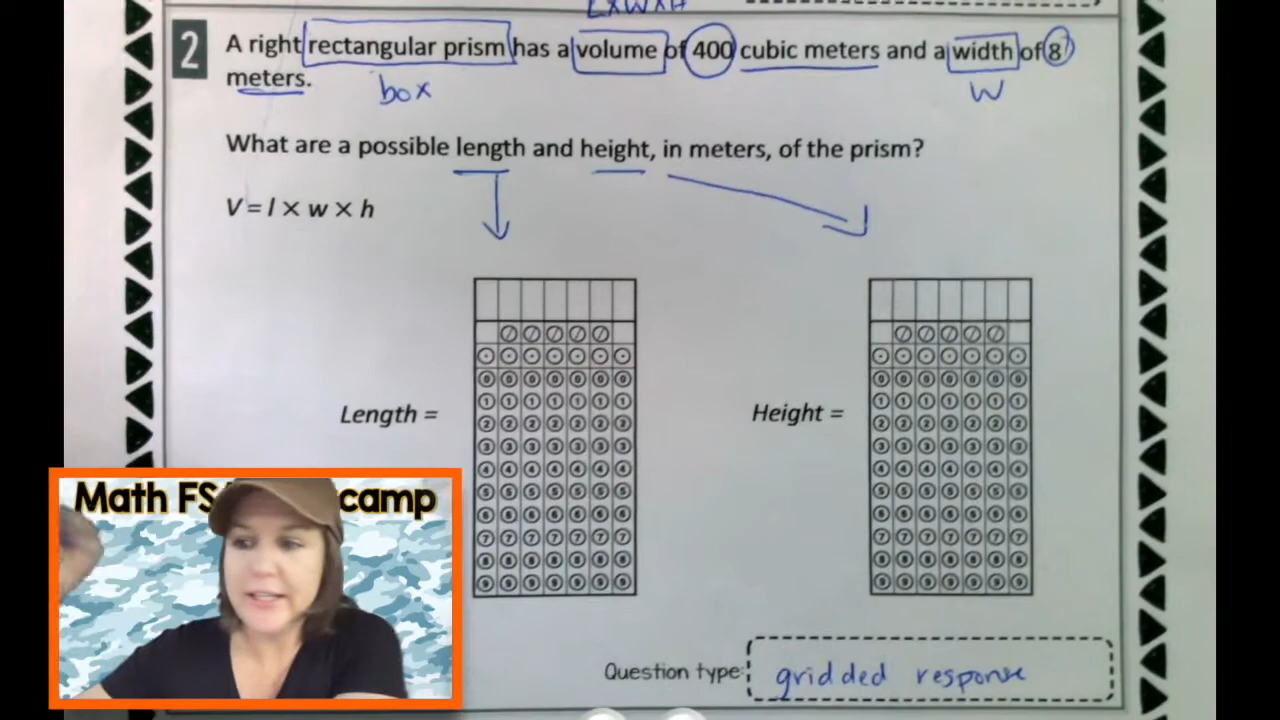 LXWXH
2 A right rectangular prism has a volume of 400 cubic meters and a width of 8
meters.
box
W
What are a possible length and height, in meters, of the prism?
V = l × w × h
Length =
Height =
Math FS camp
Question type: gridded response